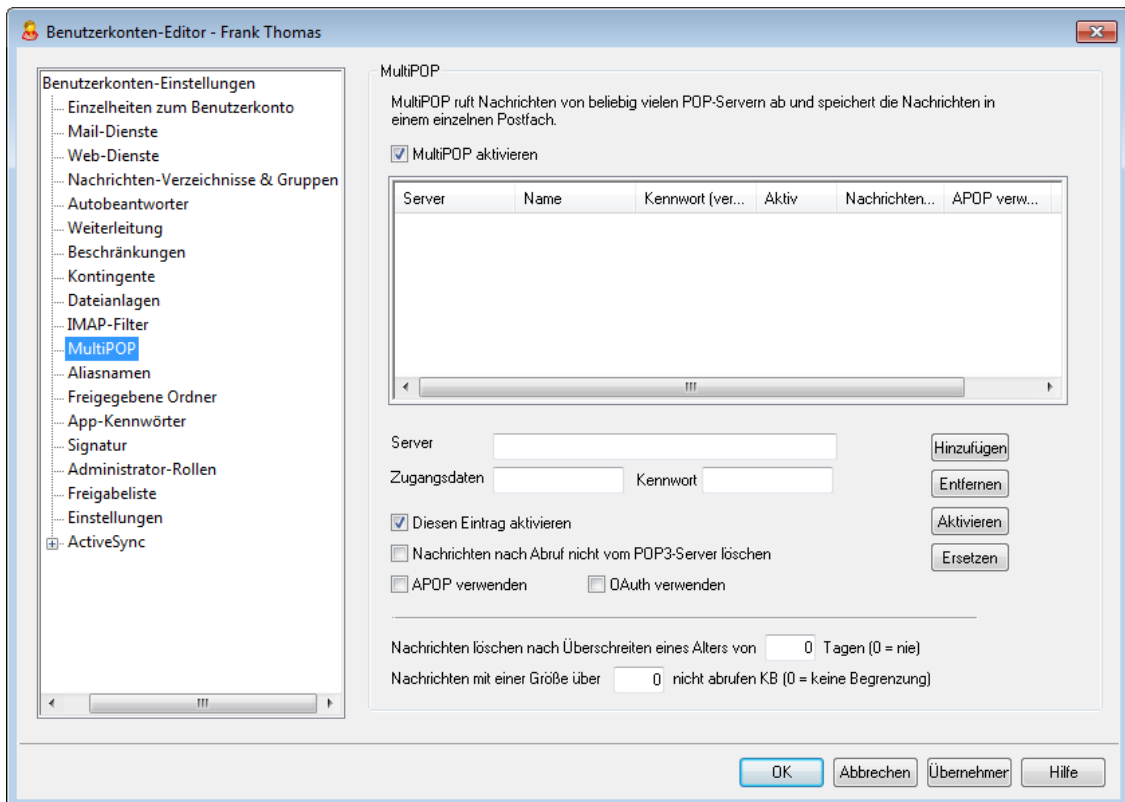 Benutzerkonten-Editor - Frank Thomas
Benutzerkonten-Einstellungen
Einzelheiten zum Benutzerkonto
Mail-Dienste
Web-Dienste
Nachrichten-Verzeichnisse & Gruppen
Autobeantworter
Weiterleitung
Beschränkungen
Kontingente
Dateianlagen
IMAP-Filter
MultiPOP
Aliasnamen
Freigegebene Ordner
App-Kennwörter
Signatur
Administrator-Rollen
Freigabeliste
Einstellungen
ActiveSync
MultiPOP
MultiPOP ruft Nachrichten von beliebig vielen POP-Servern ab und speichert die Nachrichten in
einem einzelnen Postfach.
MultiPOP aktivieren
Server Name Kennwort (ver... Aktiv Nachrichten... APOP verw...
Server
Hinzufügen
Zugangsdaten Kennwort
Entfernen
Diesen Eintrag aktivieren
Aktivieren
Nachrichten nach Abruf nicht vom POP3-Server löschen
Ersetzen
APOP verwenden OAuth verwenden
Nachrichten löschen nach Überschreiten eines Alters von 0 Tagen (0 = nie)
Nachrichten mit einer Größe über 0 nicht abrufen KB (0 = keine Begrenzung)
OK Abbrechen Übernehmer Hilfe